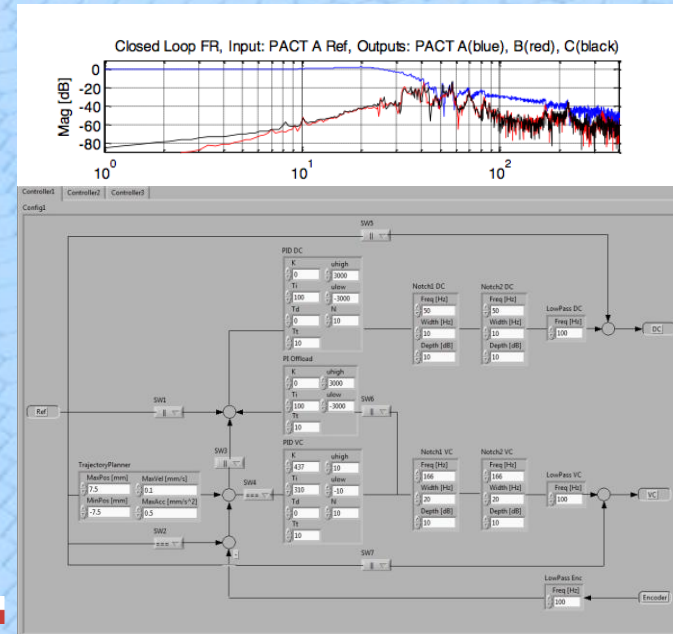 Closed Loop FR, Input: PACT A Ref, Outputs: PACT A(blue), B(red), C(black)
Mag [dB]
0
-20
-40
-60
-80
10^0
10^1
10^2
Controller1 Controller2 Controller3
Config1
SW5
PID DC
K uhigh
0 3000
Ti ulow
100 -3000
Td N
0 10
Tt
10
Notch1 DC
Freq [Hz]
50
Width [Hz]
10
Depth [dB]
10
Notch2 DC
Freq [Hz]
50
Width [Hz]
10
Depth [dB]
10
LowPass DC
Freq [Hz]
100
DC
PI Offload
K uhigh
0 3000
Ti ulow
100 -3000
Tt
10
SW6
SW1
Ref
SW3
SW4
TrajectoryPlanner
MaxPos [mm] MaxVel [mm/s]
7.5 0.1
MinPos [mm] MaxAcc [mm/s^2]
-7.5 0.5
PID VC
K uhigh
437 10
Ti ulow
310 -10
Td N
0 10
Tt
10
Notch1 VC
Freq [Hz]
166
Width [Hz]
20
Depth [dB]
10
Notch2 VC
Freq [Hz]
166
Width [Hz]
20
Depth [dB]
10
LowPass VC
Freq [Hz]
100
VC
SW2
-
SW7
LowPass Enc
Freq [Hz]
100
Encoder